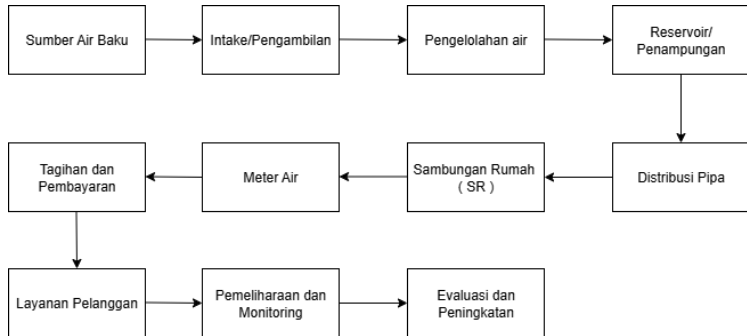 Sumber Air Baku
Intake/Pengambilan
Pengelolahan air
Reservoir/
Penampungan
Tagihan dan
Pembayaran
Meter Air
Sambungan Rumah
( SR )
Distribusi Pipa
Layanan Pelanggan
Pemeliharaan dan
Monitoring
Evaluasi dan
Peningkatan